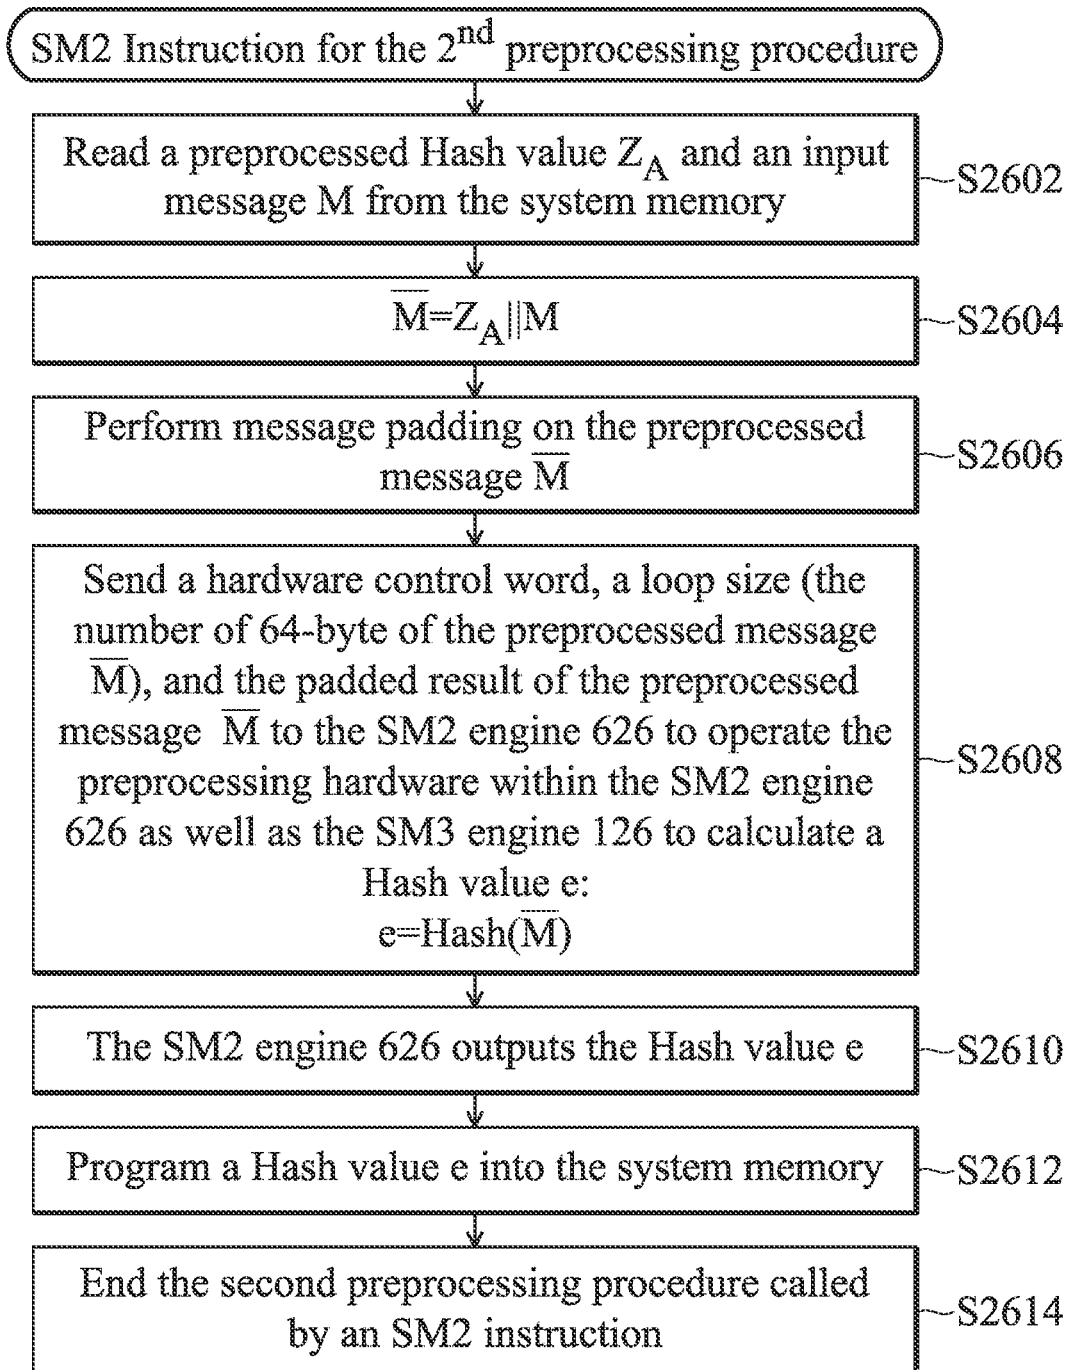 SM2 Instruction for the 2nd preprocessing procedure
Read a preprocessed Hash value ZA and an input
message M from the system memory
S2602
M̅=ZA||M
S2604
Perform message padding on the preprocessed
message M̅
S2606
Send a hardware control word, a loop size (the
number of 64-byte of the preprocessed message
M̅), and the padded result of the preprocessed
message M̅ to the SM2 engine 626 to operate the
preprocessing hardware within the SM2 engine
626 as well as the SM3 engine 126 to calculate a
Hash value e:
e=Hash(M̅)
S2608
The SM2 engine 626 outputs the Hash value e
S2610
Program a Hash value e into the system memory
S2612
End the second preprocessing procedure called
by an SM2 instruction
S2614